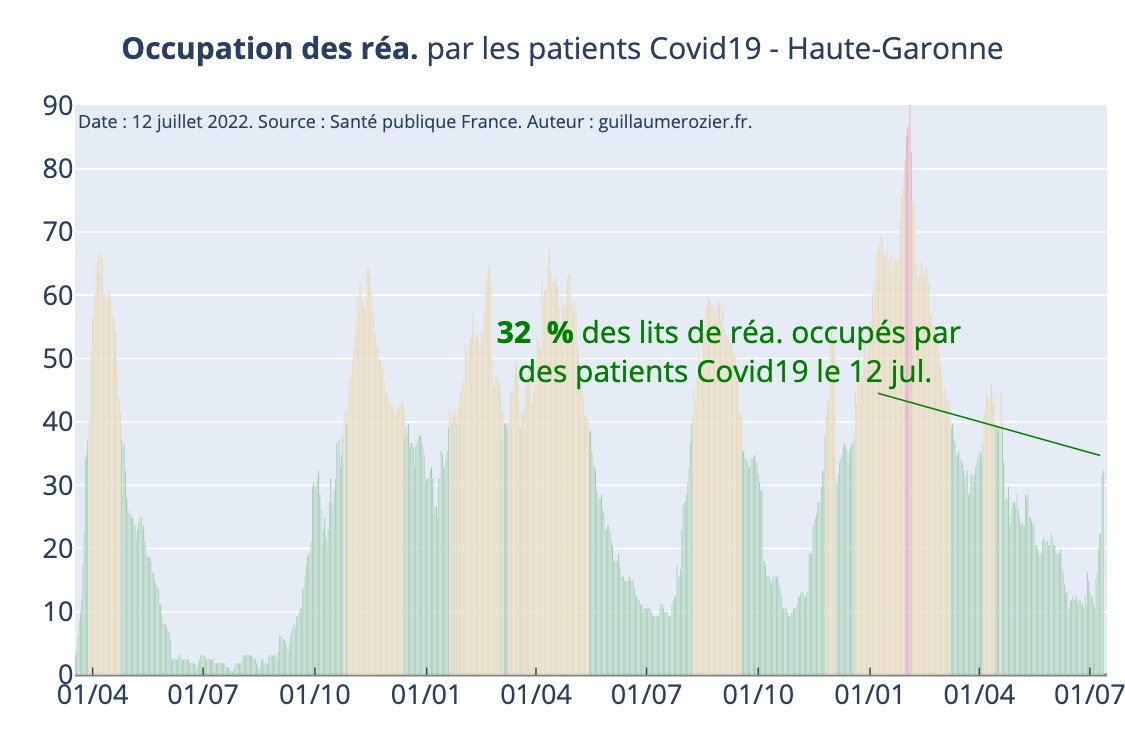 Occupation des réa. par les patients Covid19 - Haute-Garonne
90
Date : 12 juillet 2022. Source : Santé publique France. Auteur : guillaumerozier.fr.
80
70
60
32 % des lits de réa. occupés par
50
des patients Covid19 le 12 jul.
40
30
20
10
0
01/04 01/07 01/10 01/01 01/04 01/07 01/10 01/01 01/04 01/07